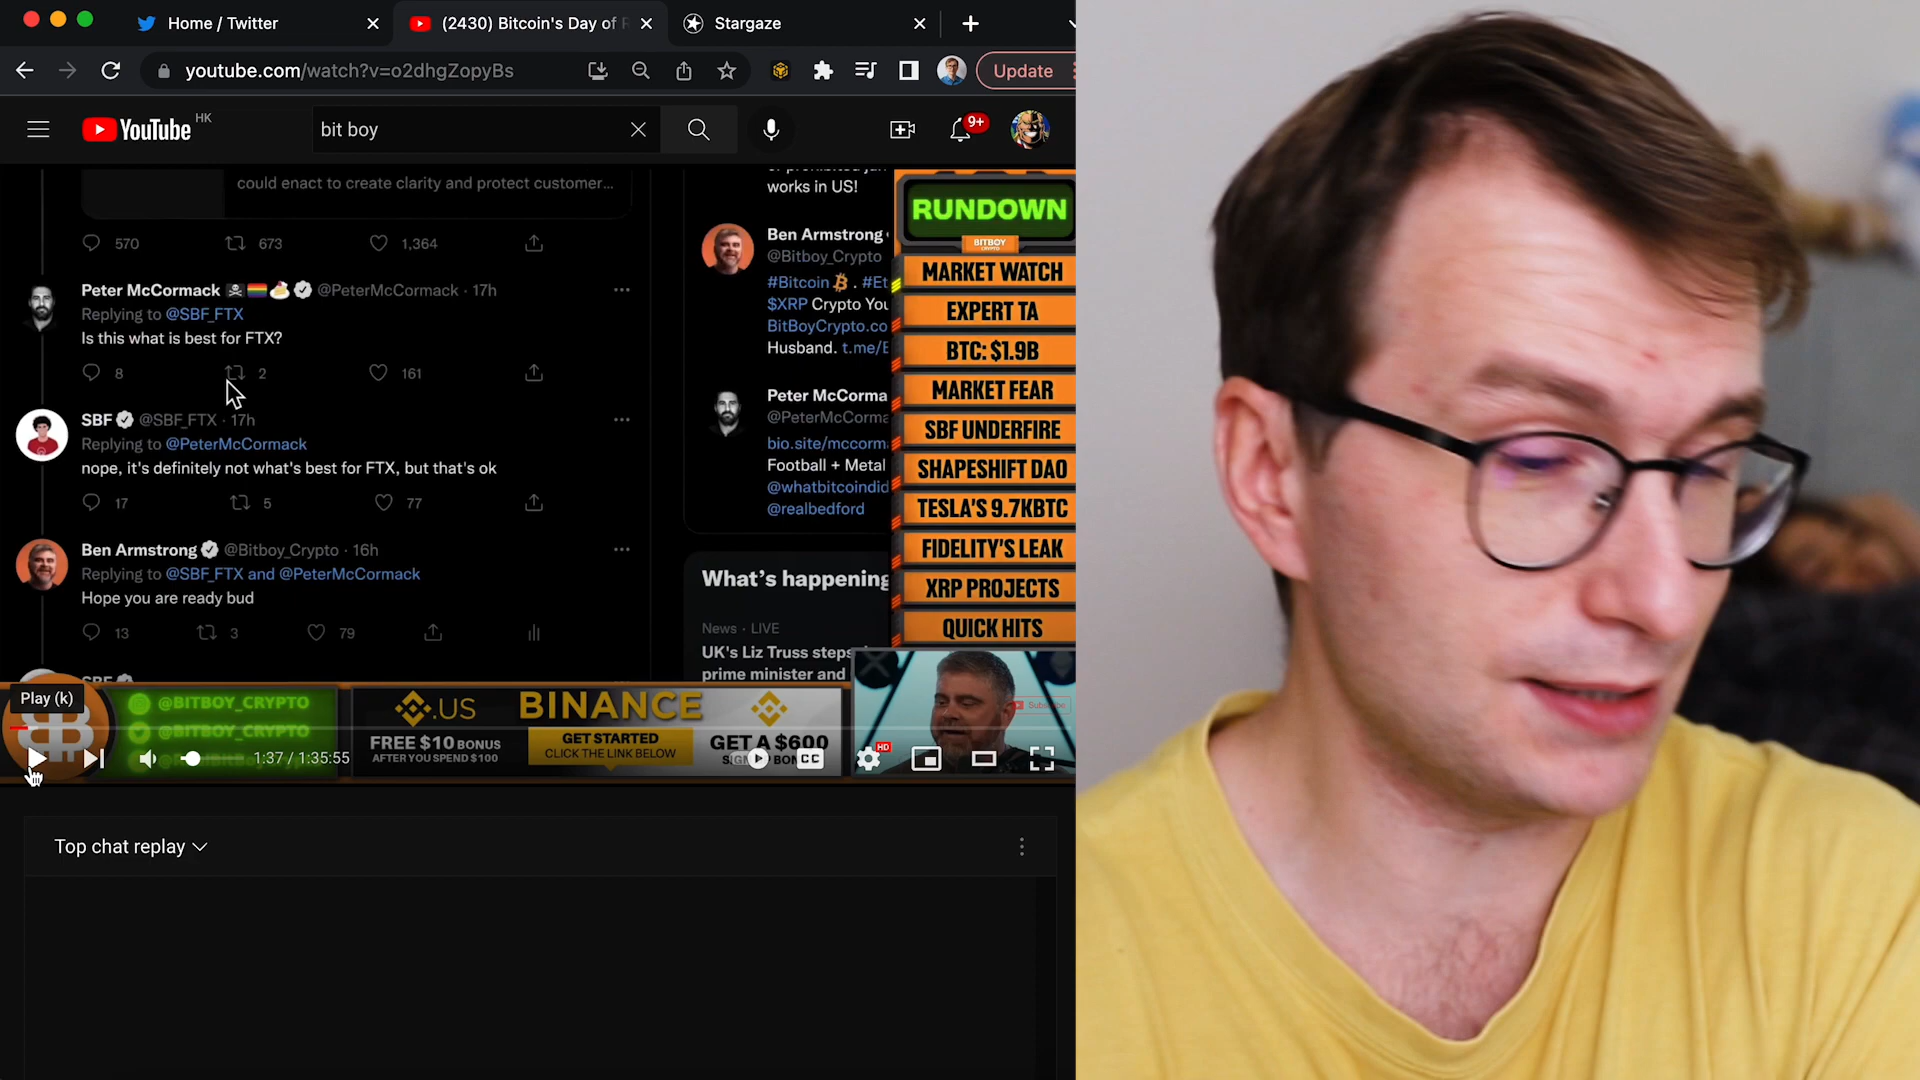 Home / Twitter
(2430) Bitcoin's Day of
Stargaze
youtube.com/watch?v=o2dhgZopyBs
Update
YouTube HK
bit boy
9+
could enact to create clarity and protect customer...
570 673 1,364
Peter McCormack @PeterMcCormack · 17h
Replying to @SBF_FTX
Is this what is best for FTX?
8 2 161
SBF @SBF_FTX · 17h
Replying to @PeterMcCormack
nope, it's definitely not what's best for FTX, but that's ok
17 5 77
Ben Armstrong @Bitboy_Crypto · 16h
Replying to @SBF_FTX and @PeterMcCormack
Hope you are ready bud
13 3 79
works in US!
Ben Armstrong
@Bitboy_Crypto
#Bitcoin . #Et
$XRP Crypto You
BitBoyCrypto.co
Husband. t.me/B
Peter McCorma
@PeterMcCorma
bio.site/mccorm
Football + Metal
@whatbitcoindid
@realbedford
What's happening
News · LIVE
UK's Liz Truss steps
prime minister and
RUNDOWN
BITBOY
CRYPTO
MARKET WATCH
EXPERT TA
BTC: $1.9B
MARKET FEAR
SBF UNDERFIRE
SHAPESHIFT DAO
TESLA'S 9.7KBTC
FIDELITY'S LEAK
XRP PROJECTS
QUICK HITS
Play (k)
@BITBOY_CRYPTO
@BITBOY_CRYPTO
.US
FREE $10 BONUS
AFTER YOU SPEND $100
BINANCE
GET STARTED
CLICK THE LINK BELOW
GET A $600
Subscribe
1:37 / 1:35:55
CC
HD
Top chat replay